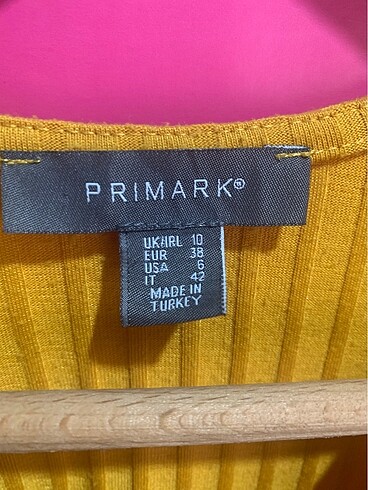 PRIMARK®
UK/IRL 10
EUR 38
USA 6
IT 42
MADE IN
TURKEY